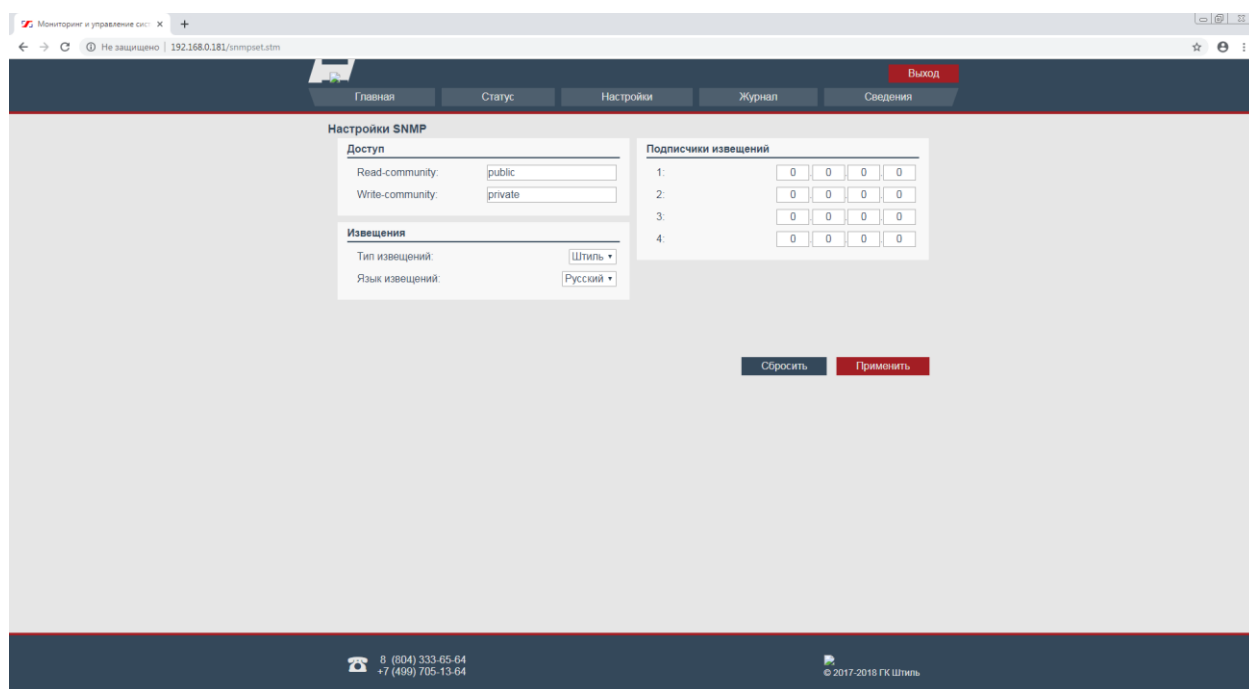 Мониторинг и управление сис
Не защищено | 192.168.0.181/snmpset.stm
Выход
Главная Статус Настройки Журнал Сведения
Настройки SNMP
Доступ
Read-community: public
Write-community: private
Извещения
Тип извещений: Штиль
Язык извещений: Русский
Подписчики извещений
1: 0 . 0 . 0 . 0
2: 0 . 0 . 0 . 0
3: 0 . 0 . 0 . 0
4: 0 . 0 . 0 . 0
Сбросить Применить
8 (804) 333-65-64
+7 (499) 705-13-64
© 2017-2018 ГК Штиль